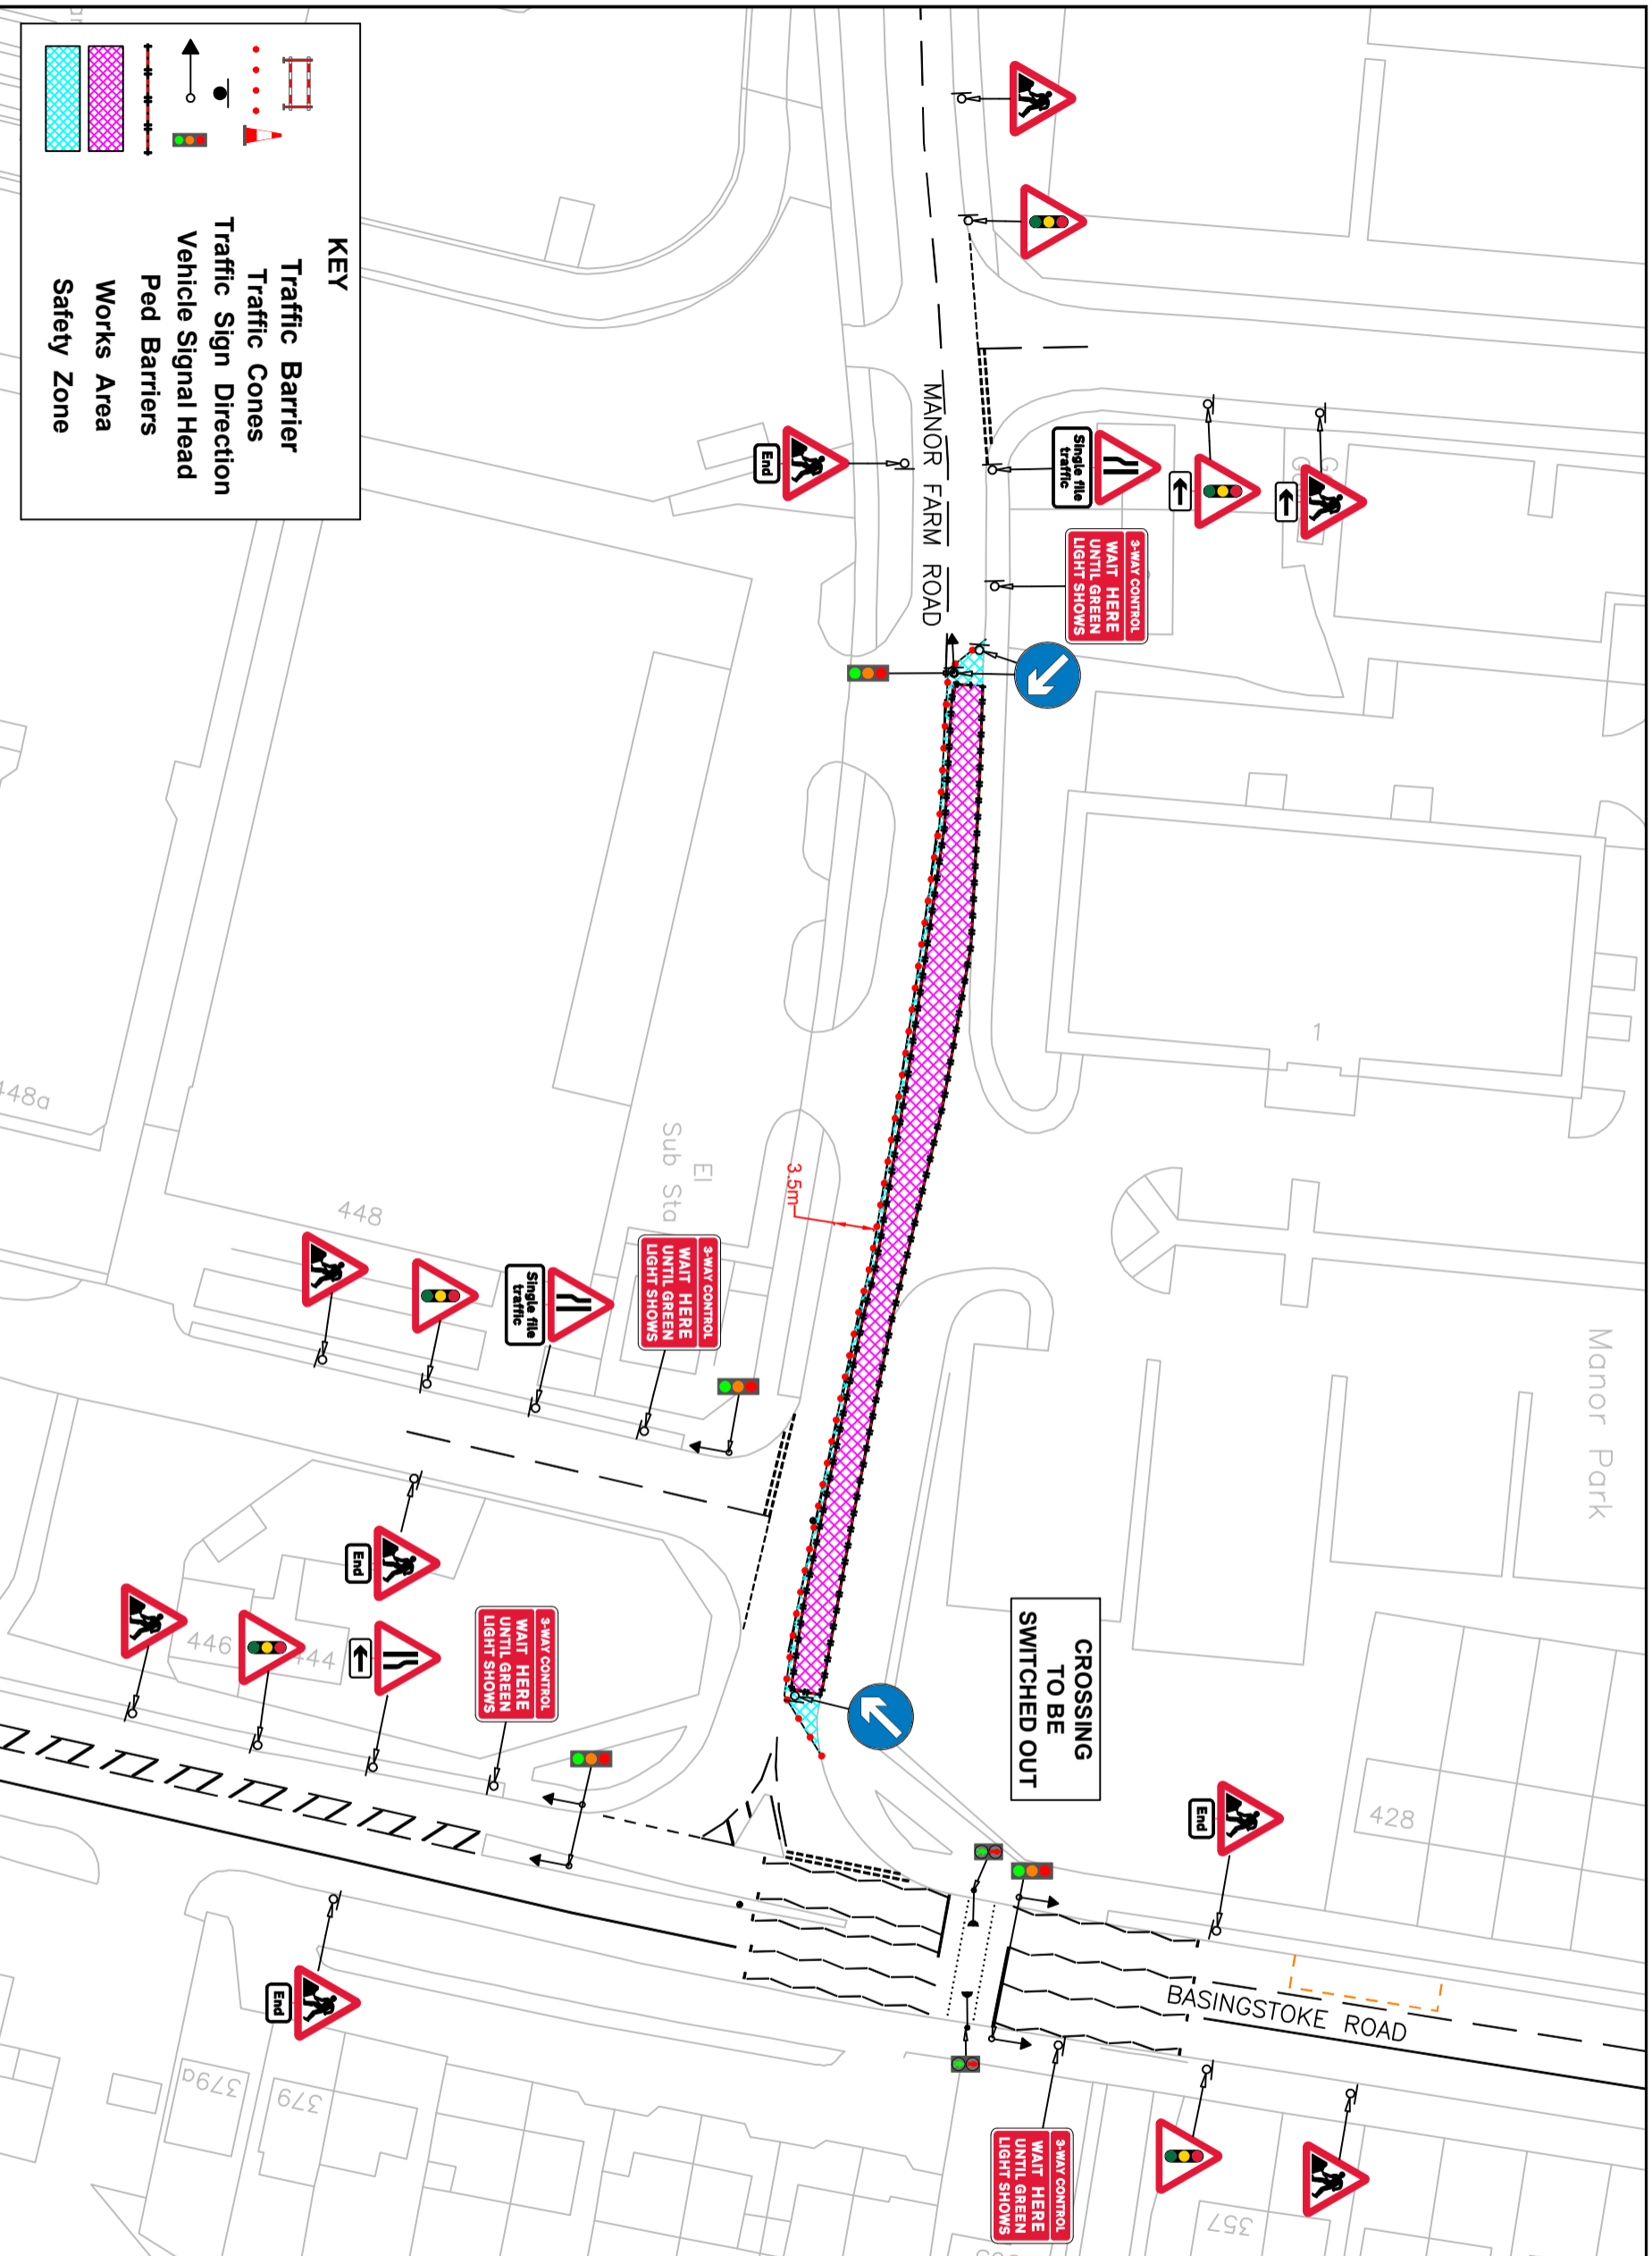 KEY
Traffic Barrier
Traffic Cones
Traffic Sign Direction
Vehicle Signal Head
Ped Barriers
Works Area
Safety Zone
MANOR FARM ROAD
Single file
traffic
End
3-WAY CONTROL
WAIT HERE
UNTIL GREEN
LIGHT SHOWS
1
Manor Park
El
Sub Sta
3.5m
448a
448
Single file
traffic
3-WAY CONTROL
WAIT HERE
UNTIL GREEN
LIGHT SHOWS
End
446
444
3-WAY CONTROL
WAIT HERE
UNTIL GREEN
LIGHT SHOWS
CROSSING
TO BE
SWITCHED OUT
End
428
BASINGSTOKE ROAD
End
379a
379
3-WAY CONTROL
WAIT HERE
UNTIL GREEN
LIGHT SHOWS
357